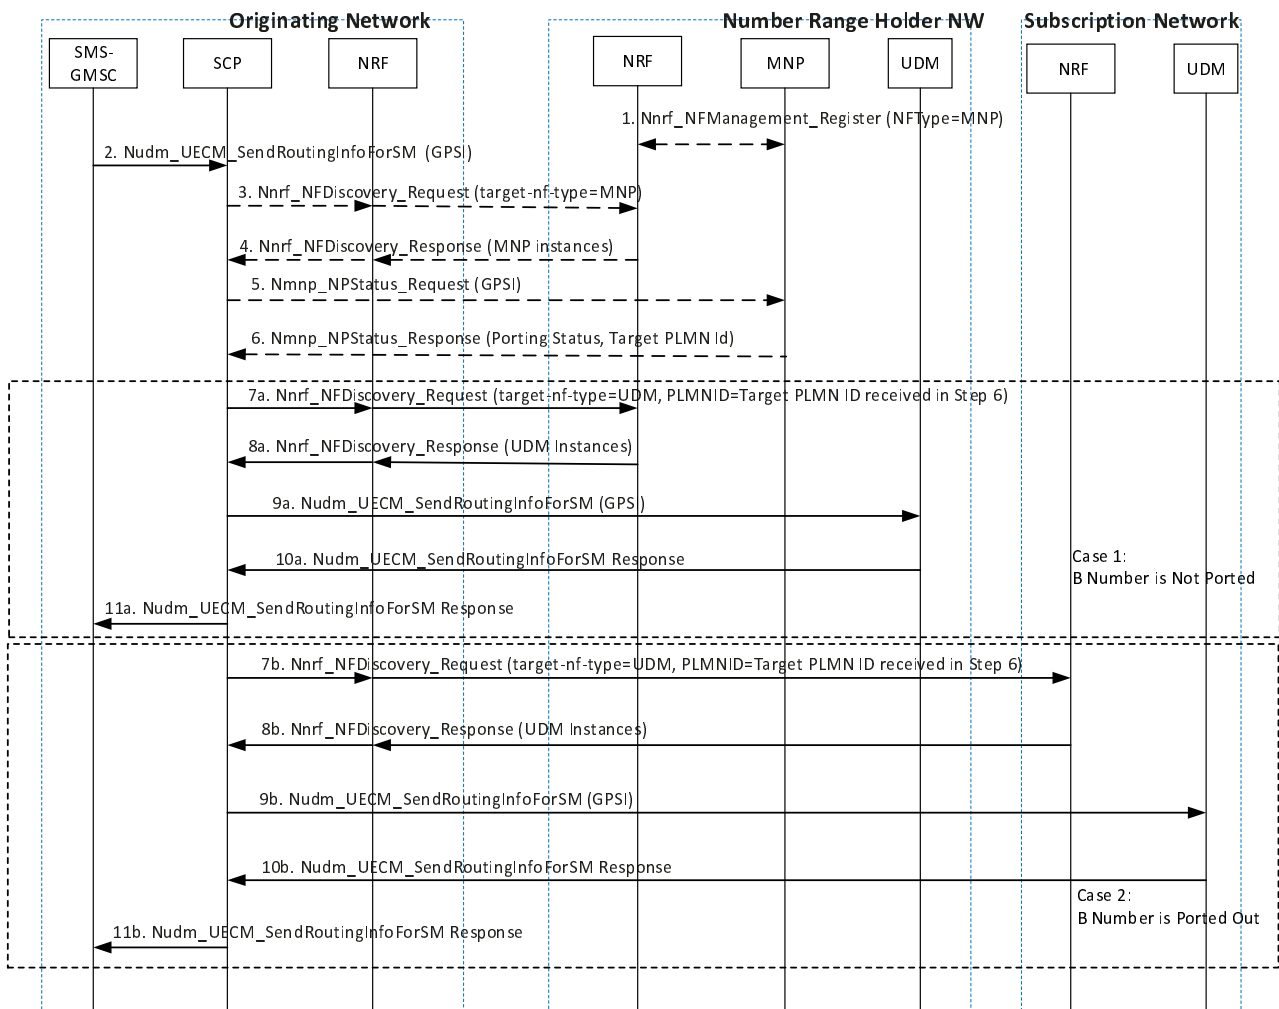 Originating Network
Number Range Holder NW
Subscription Network
SMS-
GMSC
SCP
NRF
NRF
MNP
UDM
NRF
UDM
1. Nnrf_NFManagement_Register (NFType=MNP)
2. Nudm_UECM_SendRoutingInfoForSM (GPSI)
3. Nnrf_NFDiscovery_Request (target-nf-type=MNP)
4. Nnrf_NFDiscovery_Response (MNP instances)
5. Nmnp_NPStatus_Request (GPSI)
6. Nmnp_NPStatus_Response (Porting Status, Target PLMN Id)
7a. Nnrf_NFDiscovery_Request (target-nf-type=UDM, PLMNID=Target PLMN ID received in Step 6)
8a. Nnrf_NFDiscovery_Response (UDM Instances)
9a. Nudm_UECM_SendRoutingInfoForSM (GPSI)
10a. Nudm_UECM_SendRoutingInfoForSM Response
Case 1:
B Number is Not Ported
11a. Nudm_UECM_SendRoutingInfoForSM Response
7b. Nnrf_NFDiscovery_Request (target-nf-type=UDM, PLMNID=Target PLMN ID received in Step 6)
8b. Nnrf_NFDiscovery_Response (UDM Instances)
9b. Nudm_UECM_SendRoutingInfoForSM (GPSI)
10b. Nudm_UECM_SendRoutingInfoForSM Response
Case 2:
B Number is Ported Out
11b. Nudm_UECM_SendRoutingInfoForSM Response